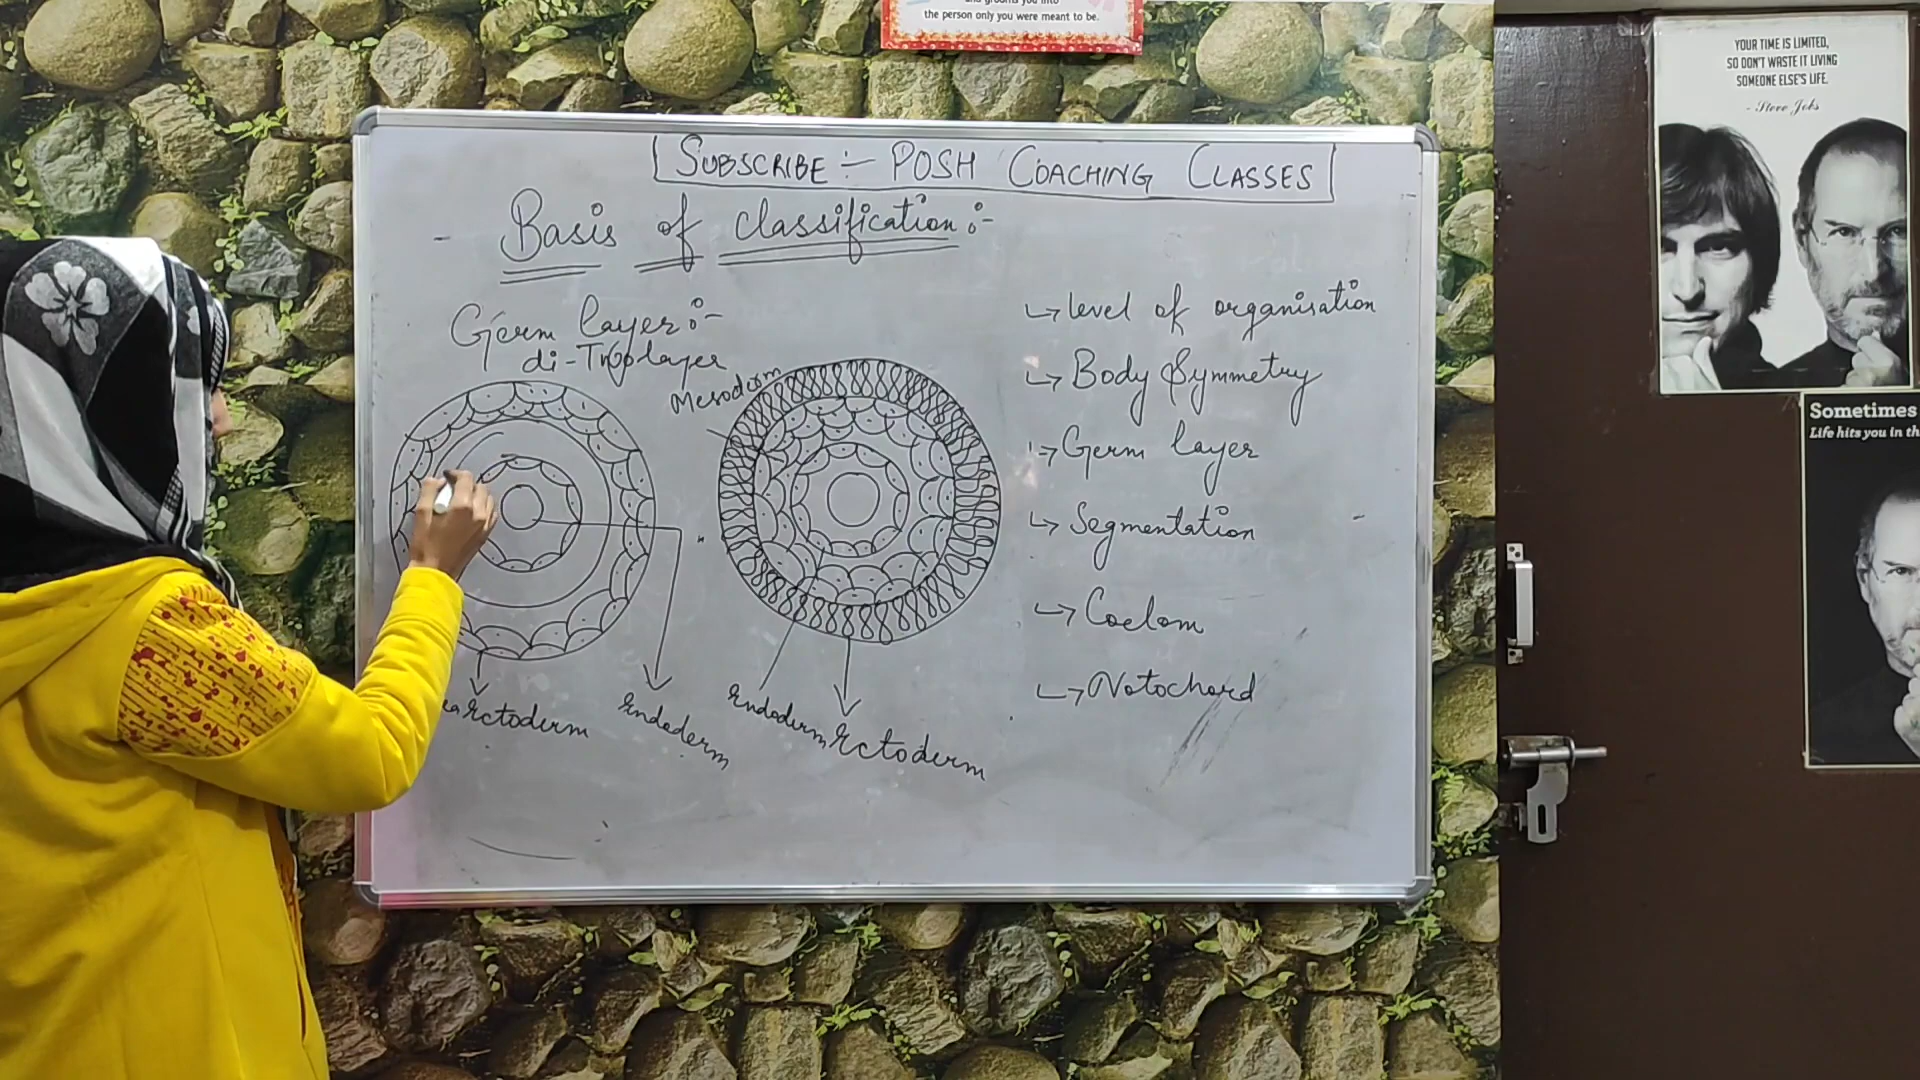 the person only you were meant to be.
YOUR TIME IS LIMITED,
SO DON'T WASTE IT LIVING
SOMEONE ELSE'S LIFE.
- Steve Jobs
Sometimes
Life hits you in th
SUBSCRIBE :- POSH COACHING CLASSES
- Basis of classification :-
Germ layer :-
di-Triplolayer
Mesoderm
Ectoderm
Endoderm
Endoderm
Ectoderm
↳ level of organisation
↳ Body Symmetry
↳ Germ layer
↳ Segmentation
↳ Coelom
↳ Notochord